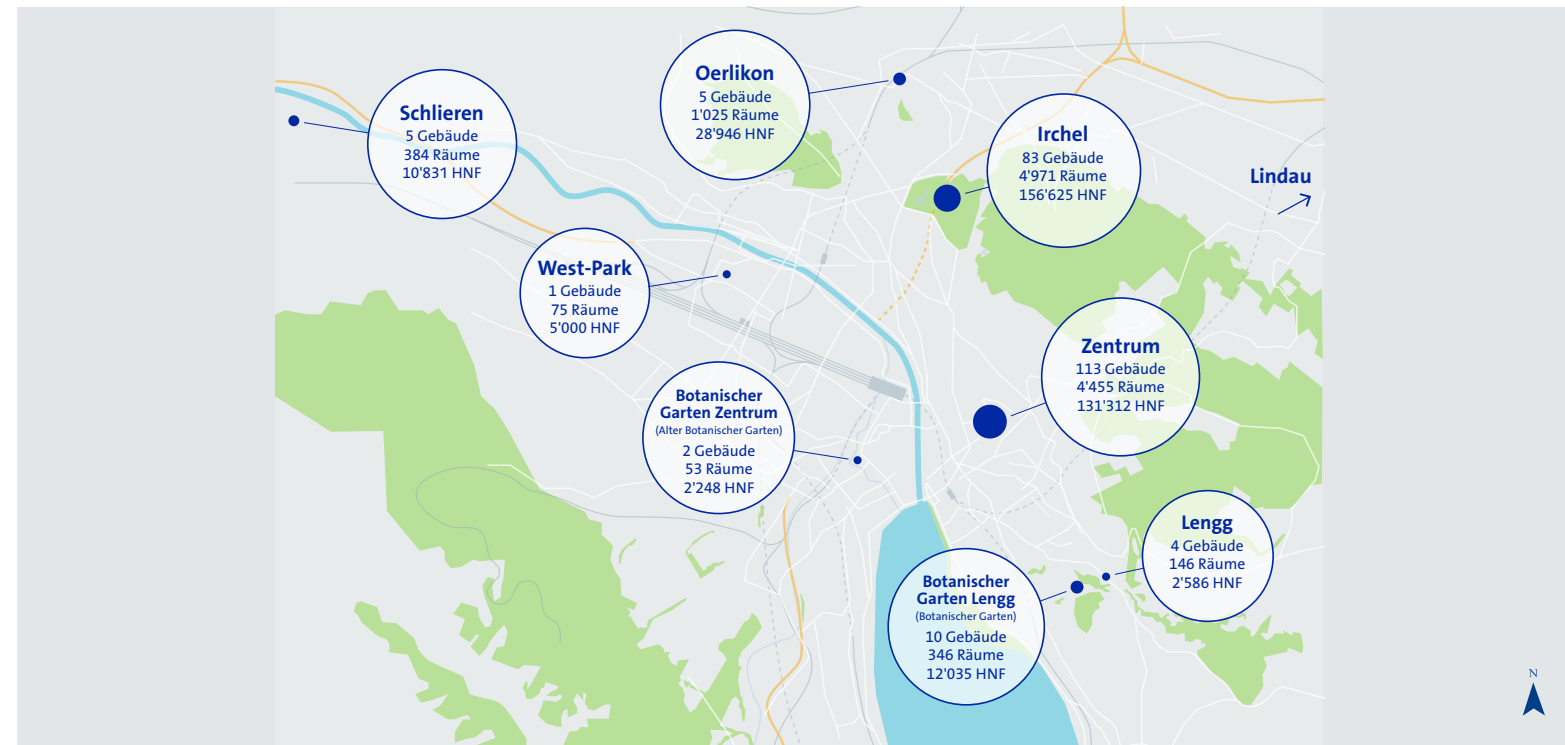 Oerlikon
5 Gebäude
1'025 Räume
28'946 HNF
Schlieren
5 Gebäude
384 Räume
10'831 HNF
Irchel
83 Gebäude
4'971 Räume
156'625 HNF
Lindau
West-Park
1 Gebäude
75 Räume
5'000 HNF
Zentrum
113 Gebäude
4'455 Räume
131'312 HNF
Botanischer
Garten Zentrum
(Alter Botanischer Garten)
2 Gebäude
53 Räume
2'248 HNF
Lengg
4 Gebäude
146 Räume
2'586 HNF
Botanischer
Garten Lengg
(Botanischer Garten)
10 Gebäude
346 Räume
12'035 HNF
N